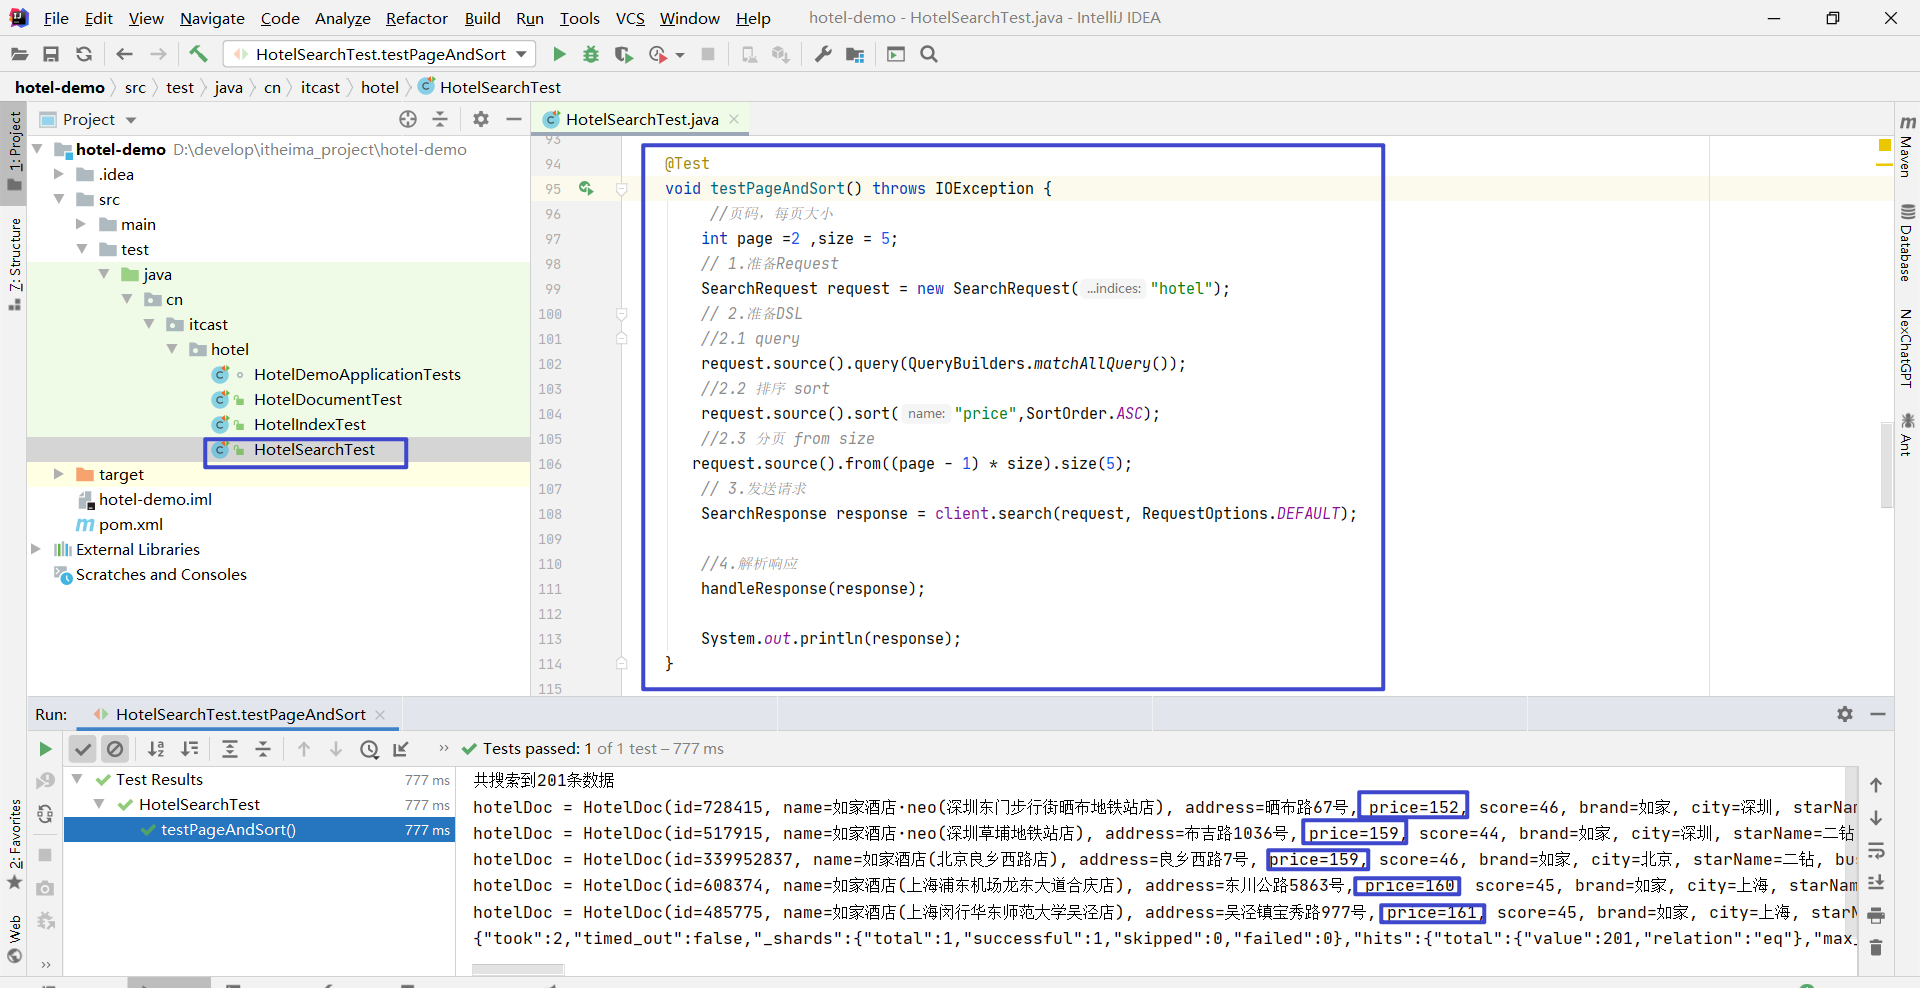 File Edit View Navigate Code Analyze Refactor Build Run Tools VCS Window Help hotel-demo - HotelSearchTest.java - IntelliJ IDEA
HotelSearchTest.testPageAndSort
hotel-demo src test java cn itcast hotel HotelSearchTest
Project
HotelSearchTest.java
1: Project
7: Structure
2: Favorites
Web
hotel-demo D:\develop\itheima_project\hotel-demo
.idea
src
main
test
java
cn
itcast
hotel
HotelDemoApplicationTests
HotelDocumentTest
HotelIndexTest
HotelSearchTest
target
hotel-demo.iml
pom.xml
External Libraries
Scratches and Consoles
93
94 @Test
95 void testPageAndSort() throws IOException {
96 //页码，每页大小
97 int page =2 ,size = 5;
98 // 1.准备Request
99 SearchRequest request = new SearchRequest( ...indices: "hotel");
100 // 2.准备DSL
101 //2.1 query
102 request.source().query(QueryBuilders.matchAllQuery());
103 //2.2 排序 sort
104 request.source().sort( name: "price",SortOrder.ASC);
105 //2.3 分页 from size
106 request.source().from((page - 1) * size).size(5);
107 // 3.发送请求
108 SearchResponse response = client.search(request, RequestOptions.DEFAULT);
109
110 //4.解析响应
111 handleResponse(response);
112
113 System.out.println(response);
114 }
115
Maven
Database
NexChatGPT
Ant
Run: HotelSearchTest.testPageAndSort
Tests passed: 1 of 1 test – 777 ms
Test Results 777 ms
HotelSearchTest 777 ms
testPageAndSort() 777 ms
共搜索到201条数据
hotelDoc = HotelDoc(id=728415, name=如家酒店·neo(深圳东门步行街晒布地铁站店), address=晒布路67号, price=152, score=46, brand=如家, city=深圳, starNa
hotelDoc = HotelDoc(id=517915, name=如家酒店·neo(深圳草埔地铁站店), address=布吉路1036号, price=159, score=44, brand=如家, city=深圳, starName=二钻
hotelDoc = HotelDoc(id=339952837, name=如家酒店(北京良乡西路店), address=良乡西路7号, price=159, score=46, brand=如家, city=北京, starName=二钻, bu
hotelDoc = HotelDoc(id=608374, name=如家酒店(上海浦东机场龙东大道合庆店), address=东川公路5863号, price=160 score=45, brand=如家, city=上海, starNa
hotelDoc = HotelDoc(id=485775, name=如家酒店(上海闵行华东师范大学吴泾店), address=吴泾镇宝秀路977号, price=161, score=45, brand=如家, city=上海, star
{"took":2,"timed_out":false,"_shards":{"total":1,"successful":1,"skipped":0,"failed":0},"hits":{"total":{"value":201,"relation":"eq"},"max_